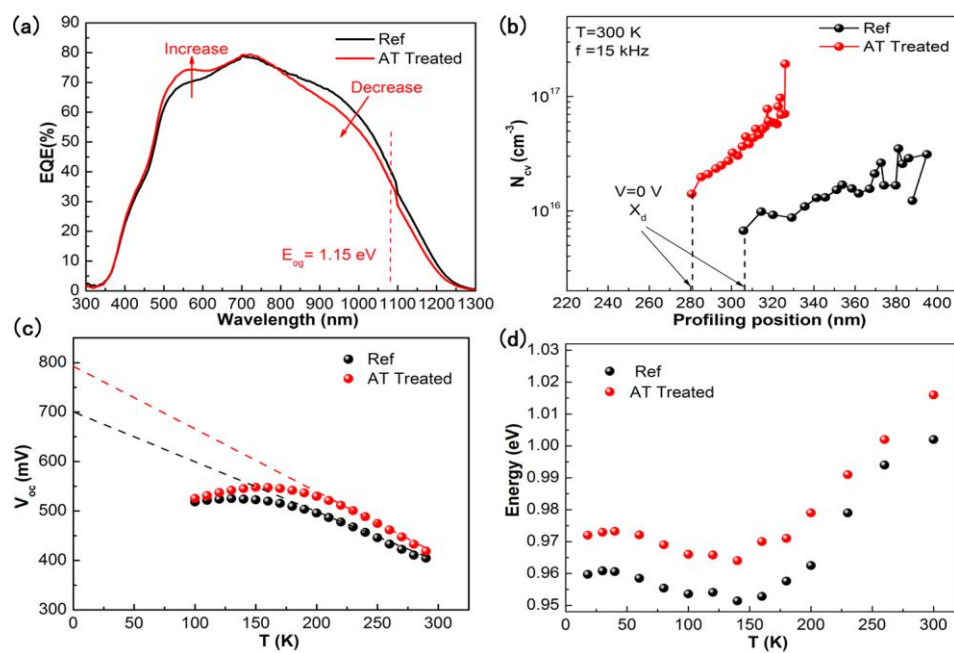 (a)
Ref
AT Treated
Increase
Decrease
E_og= 1.15 eV
EQE(%)
90
80
70
60
50
40
30
20
10
0
300 400 500 600 700 800 900 1000 1100 1200 1300
Wavelength (nm)
(b)
T=300 K
f =15 kHz
Ref
AT Treated
V=0 V
X_d
N_cv (cm^-3)
10^17
10^16
220 240 260 280 300 320 340 360 380 400
Profiling position (nm)
(c)
Ref
AT Treated
V_oc (mV)
800
700
600
500
400
300
0 50 100 150 200 250 300
T (K)
(d)
Ref
AT Treated
Energy (eV)
1.03
1.02
1.01
1.00
0.99
0.98
0.97
0.96
0.95
0 50 100 150 200 250 300
T (K)